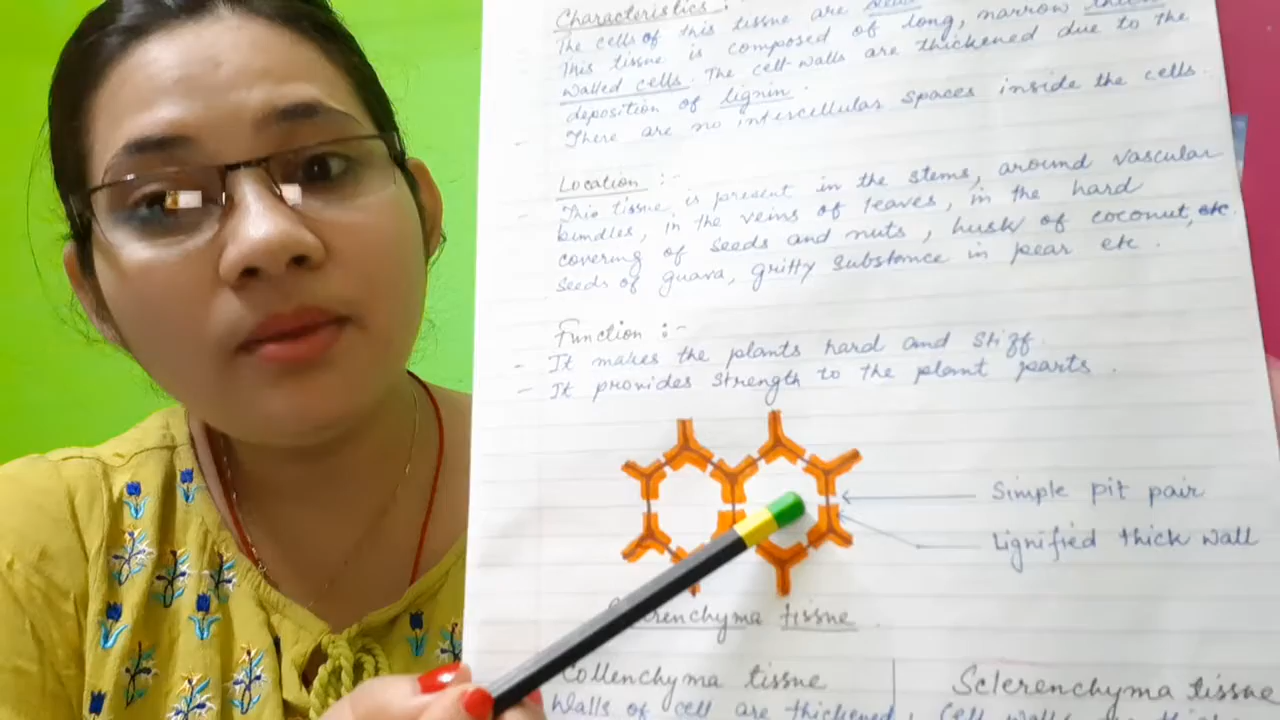 Characteristics :
The cells of this tissue are dead
This tissue is composed of long, narrow thick
walled cells. The cell walls are thickened due to the
deposition of lignin.
- There are no intercellular spaces inside the cells.
Location :-
- This tissue is present in the stems, around vascular
bundles, in the veins of leaves, in the hard
covering of seeds and nuts, husk of coconut, etc.
seeds of guava, gritty substance in pear etc.
Function :-
- It makes the plants hard and stiff.
- It provides strength to the plant parts.
Simple pit pair
Lignified thick wall
Sclerenchyma tissue.
Collenchyma tissue
Walls of cell are thickened
Sclerenchyma tissue
Cell walls